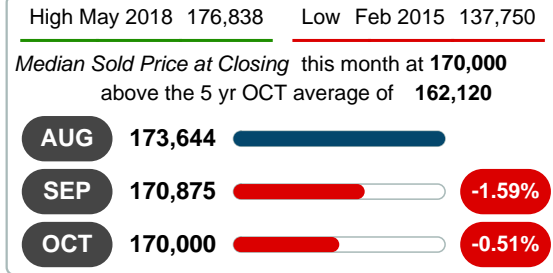 High May 2018 176,838 Low Feb 2015 137,750
Median Sold Price at Closing this month at 170,000
above the 5 yr OCT average of 162,120
AUG 173,644
SEP 170,875 -1.59%
OCT 170,000 -0.51%